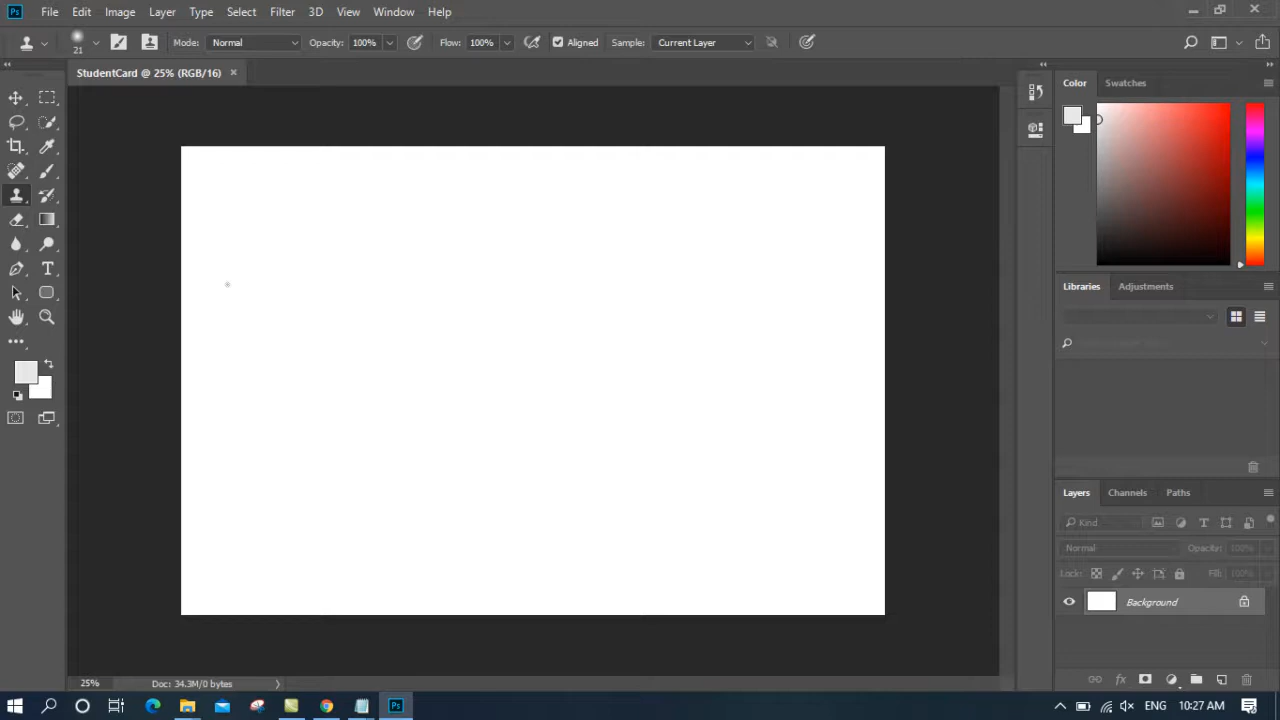 Ps File Edit Image Layer Type Select Filter 3D View Window Help
21 Mode: Normal Opacity: 100% Flow: 100% Aligned Sample: Current Layer
StudentCard @ 25% (RGB/16) ×
Color Swatches
Libraries Adjustments
Layers Channels Paths
Kind
Normal Opacity: 100%
Lock: Fill: 100%
Background
25% Doc: 34.3M/0 bytes
Ps ENG 10:27 AM